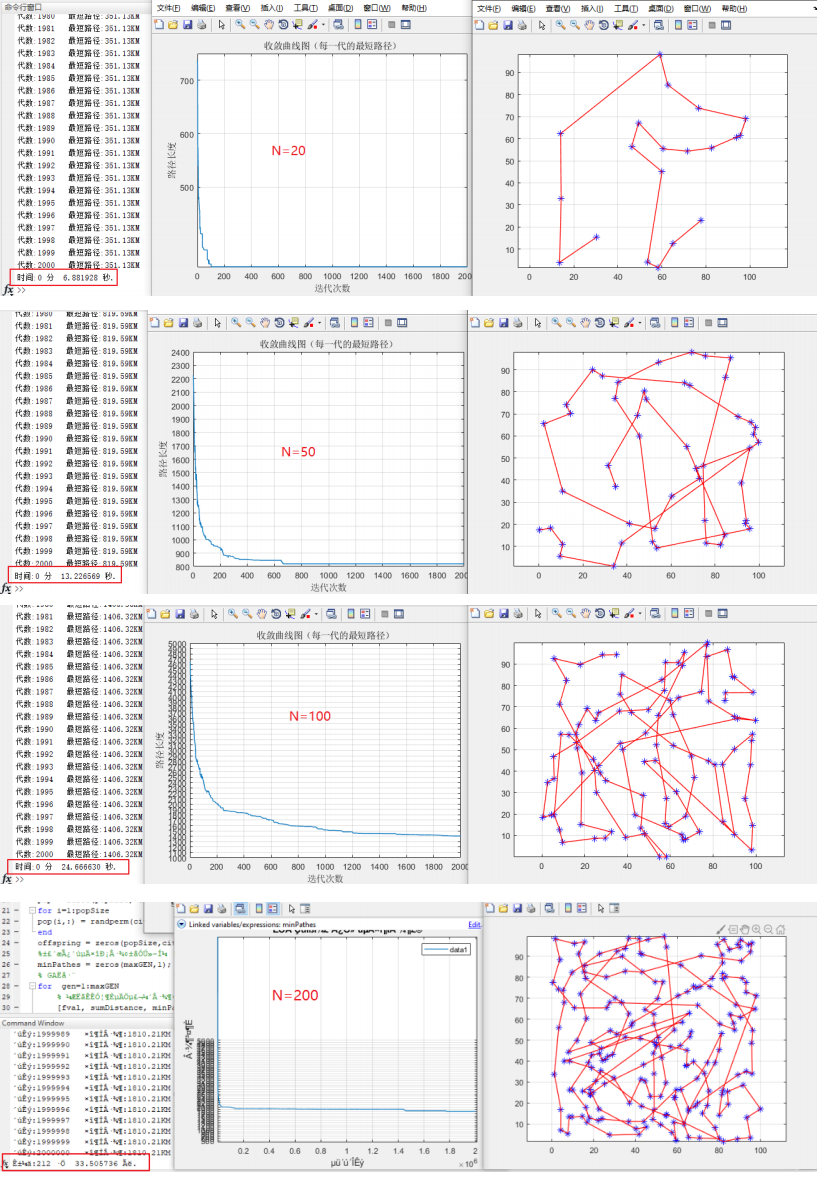 命令行窗口
文件(F) 编辑(E) 查看(V) 插入(I) 工具(T) 桌面(D) 窗口(W) 帮助(H)
文件(F) 编辑(E) 查看(V) 插入(I) 工具(T) 桌面(D) 窗口(W) 帮助(H)
代数:1980 最短路径:351.13KM
代数:1981 最短路径:351.13KM
代数:1982 最短路径:351.13KM
代数:1983 最短路径:351.13KM
代数:1984 最短路径:351.13KM
代数:1985 最短路径:351.13KM
代数:1986 最短路径:351.13KM
代数:1987 最短路径:351.13KM
代数:1988 最短路径:351.13KM
代数:1989 最短路径:351.13KM
代数:1990 最短路径:351.13KM
代数:1991 最短路径:351.13KM
代数:1992 最短路径:351.13KM
代数:1993 最短路径:351.13KM
代数:1994 最短路径:351.13KM
代数:1995 最短路径:351.13KM
代数:1996 最短路径:351.13KM
代数:1997 最短路径:351.13KM
代数:1998 最短路径:351.13KM
代数:1999 最短路径:351.13KM
代数:2000 最短路径:351.13KM
时间:0 分 6.881928 秒.
fx >>
收敛曲线图(每一代的最短路径)
700
600
500
路径长度
N=20
0 200 400 600 800 1000 1200 1400 1600 1800 2000
迭代次数
90
80
70
60
50
40
30
20
10
0 20 40 60 80 100
代数:1980 最短路径:819.59KM
代数:1981 最短路径:819.59KM
代数:1982 最短路径:819.59KM
代数:1983 最短路径:819.59KM
代数:1984 最短路径:819.59KM
代数:1985 最短路径:819.59KM
代数:1986 最短路径:819.59KM
代数:1987 最短路径:819.59KM
代数:1988 最短路径:819.59KM
代数:1989 最短路径:819.59KM
代数:1990 最短路径:819.59KM
代数:1991 最短路径:819.59KM
代数:1992 最短路径:819.59KM
代数:1993 最短路径:819.59KM
代数:1994 最短路径:819.59KM
代数:1995 最短路径:819.59KM
代数:1996 最短路径:819.59KM
代数:1997 最短路径:819.59KM
代数:1998 最短路径:819.59KM
代数:1999 最短路径:819.59KM
代数:2000 最短路径:819.59KM
时间:0 分 13.226569 秒.
fx >>
收敛曲线图(每一代的最短路径)
2400
2300
2200
2100
2000
1900
1800
1700
1600
1500
1400
1300
1200
1100
1000
900
800
路径长度
N=50
0 200 400 600 800 1000 1200 1400 1600 1800 2000
迭代次数
90
80
70
60
50
40
30
20
10
0 20 40 60 80 100
代数:1981 最短路径:1406.32KM
代数:1982 最短路径:1406.32KM
代数:1983 最短路径:1406.32KM
代数:1984 最短路径:1406.32KM
代数:1985 最短路径:1406.32KM
代数:1986 最短路径:1406.32KM
代数:1987 最短路径:1406.32KM
代数:1988 最短路径:1406.32KM
代数:1989 最短路径:1406.32KM
代数:1990 最短路径:1406.32KM
代数:1991 最短路径:1406.32KM
代数:1992 最短路径:1406.32KM
代数:1993 最短路径:1406.32KM
代数:1994 最短路径:1406.32KM
代数:1995 最短路径:1406.32KM
代数:1996 最短路径:1406.32KM
代数:1997 最短路径:1406.32KM
代数:1998 最短路径:1406.32KM
代数:1999 最短路径:1406.32KM
代数:2000 最短路径:1406.32KM
时间:0 分 24.666630 秒.
fx >>
收敛曲线图(每一代的最短路径)
路径长度
N=100
0 200 400 600 800 1000 1200 1400 1600 1800 2000
迭代次数
90
80
70
60
50
40
30
20
10
0 20 40 60 80 100
21 - for i=1:popSize
22 - pop(i,:) = randperm(ci
23 - end
24 - offspring = zeros(popSize,cit
25
26 - minPathes = zeros(maxGEN,1);
27
28 - for gen=1:maxGEN
29
30 - [fval, sumDistance, minPa
Command Window
:1999989 :1810.21KM
:1999990 :1810.21KM
:1999991 :1810.21KM
:1999992 :1810.21KM
:1999993 :1810.21KM
:1999994 :1810.21KM
:1999995 :1810.21KM
:1999996 :1810.21KM
:1999997 :1810.21KM
:1999998 :1810.21KM
:1999999 :1810.21KM
:2000000 :1810.21KM
:212 33.505736
Linked variables/expressions: minPathes Edit
data1
N=200
0.2 0.4 0.6 0.8 1 1.2 1.4 1.6 1.8 2
×10⁶
90
80
70
60
50
40
30
20
10
0 20 40 60 80 100